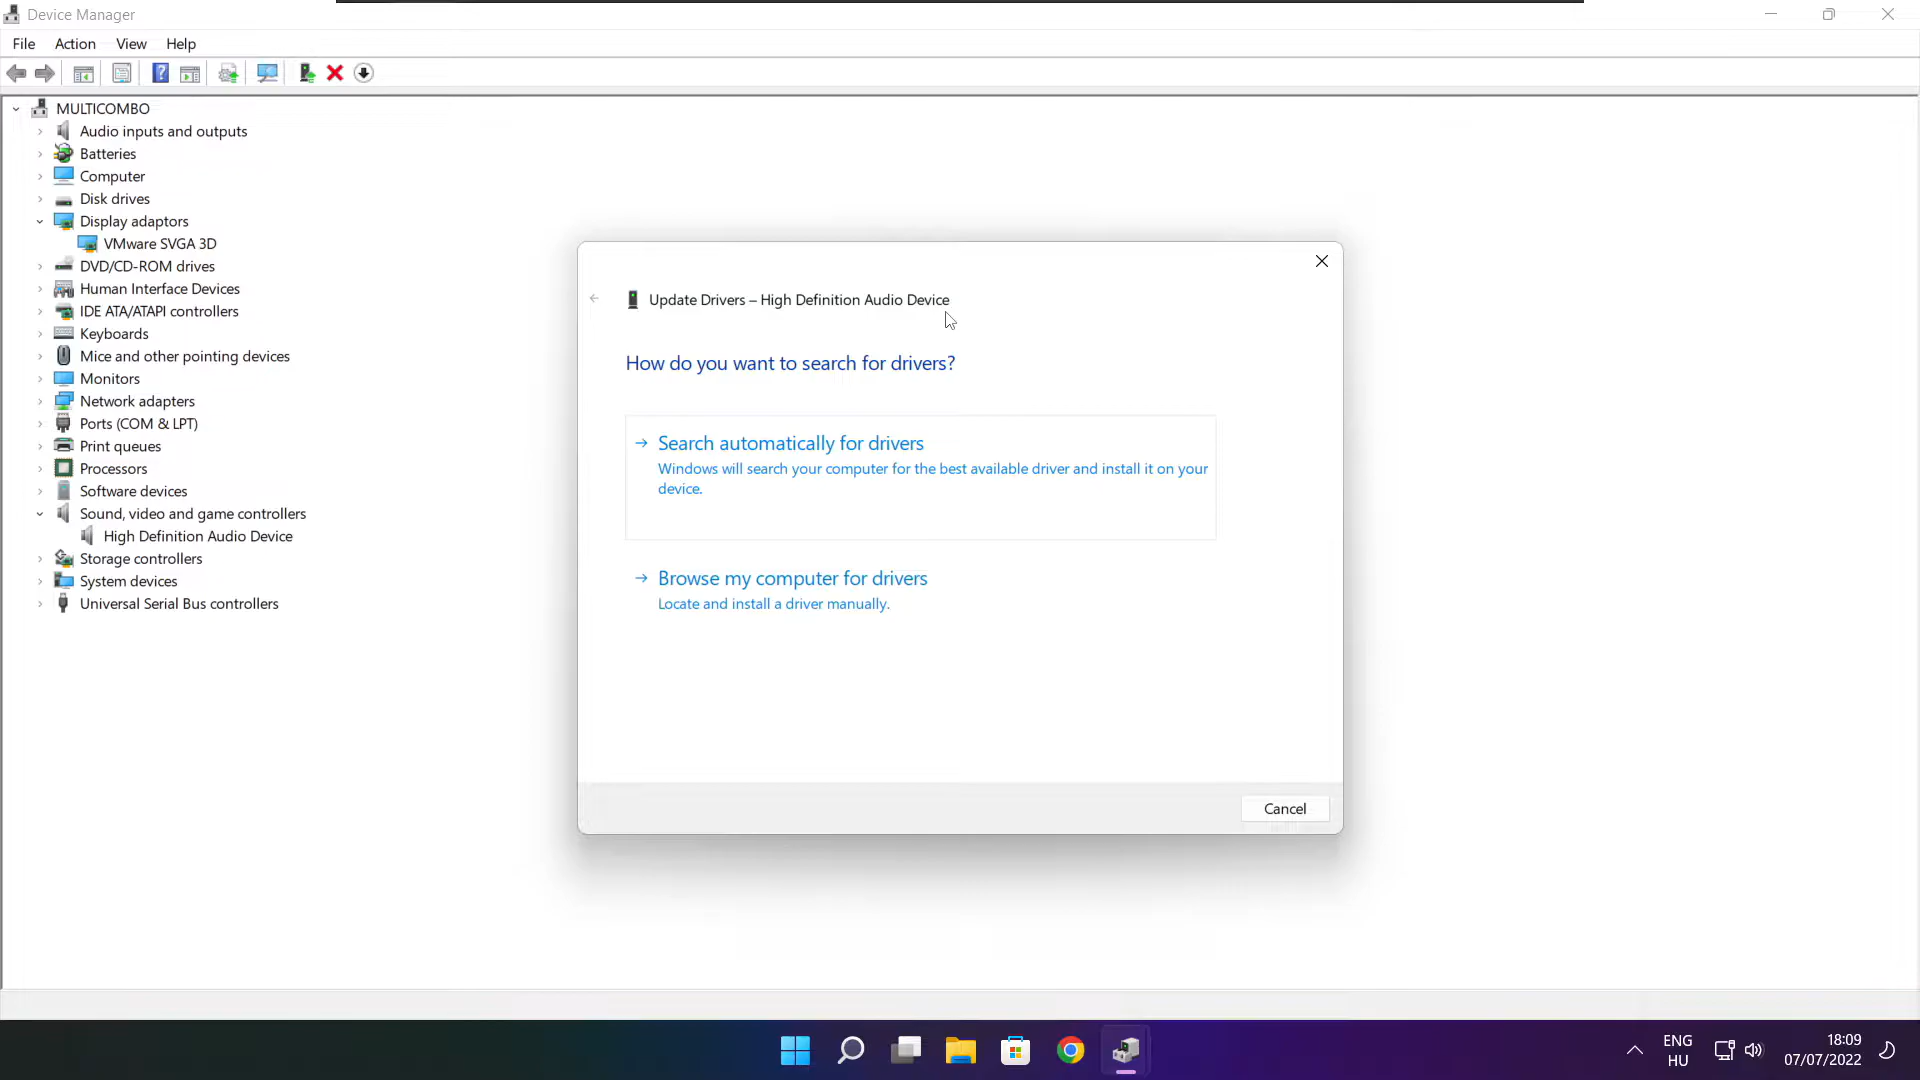 Device Manager
File Action View Help
MULTICOMBO
Audio inputs and outputs
Batteries
Computer
Disk drives
Display adaptors
VMware SVGA 3D
DVD/CD-ROM drives
Human Interface Devices
IDE ATA/ATAPI controllers
Keyboards
Mice and other pointing devices
Monitors
Network adapters
Ports (COM & LPT)
Print queues
Processors
Software devices
Sound, video and game controllers
High Definition Audio Device
Storage controllers
System devices
Universal Serial Bus controllers
Update Drivers – High Definition Audio Device
How do you want to search for drivers?
Search automatically for drivers
Windows will search your computer for the best available driver and install it on your
device.
Browse my computer for drivers
Locate and install a driver manually.
Cancel
ENG
HU
18:09
07/07/2022